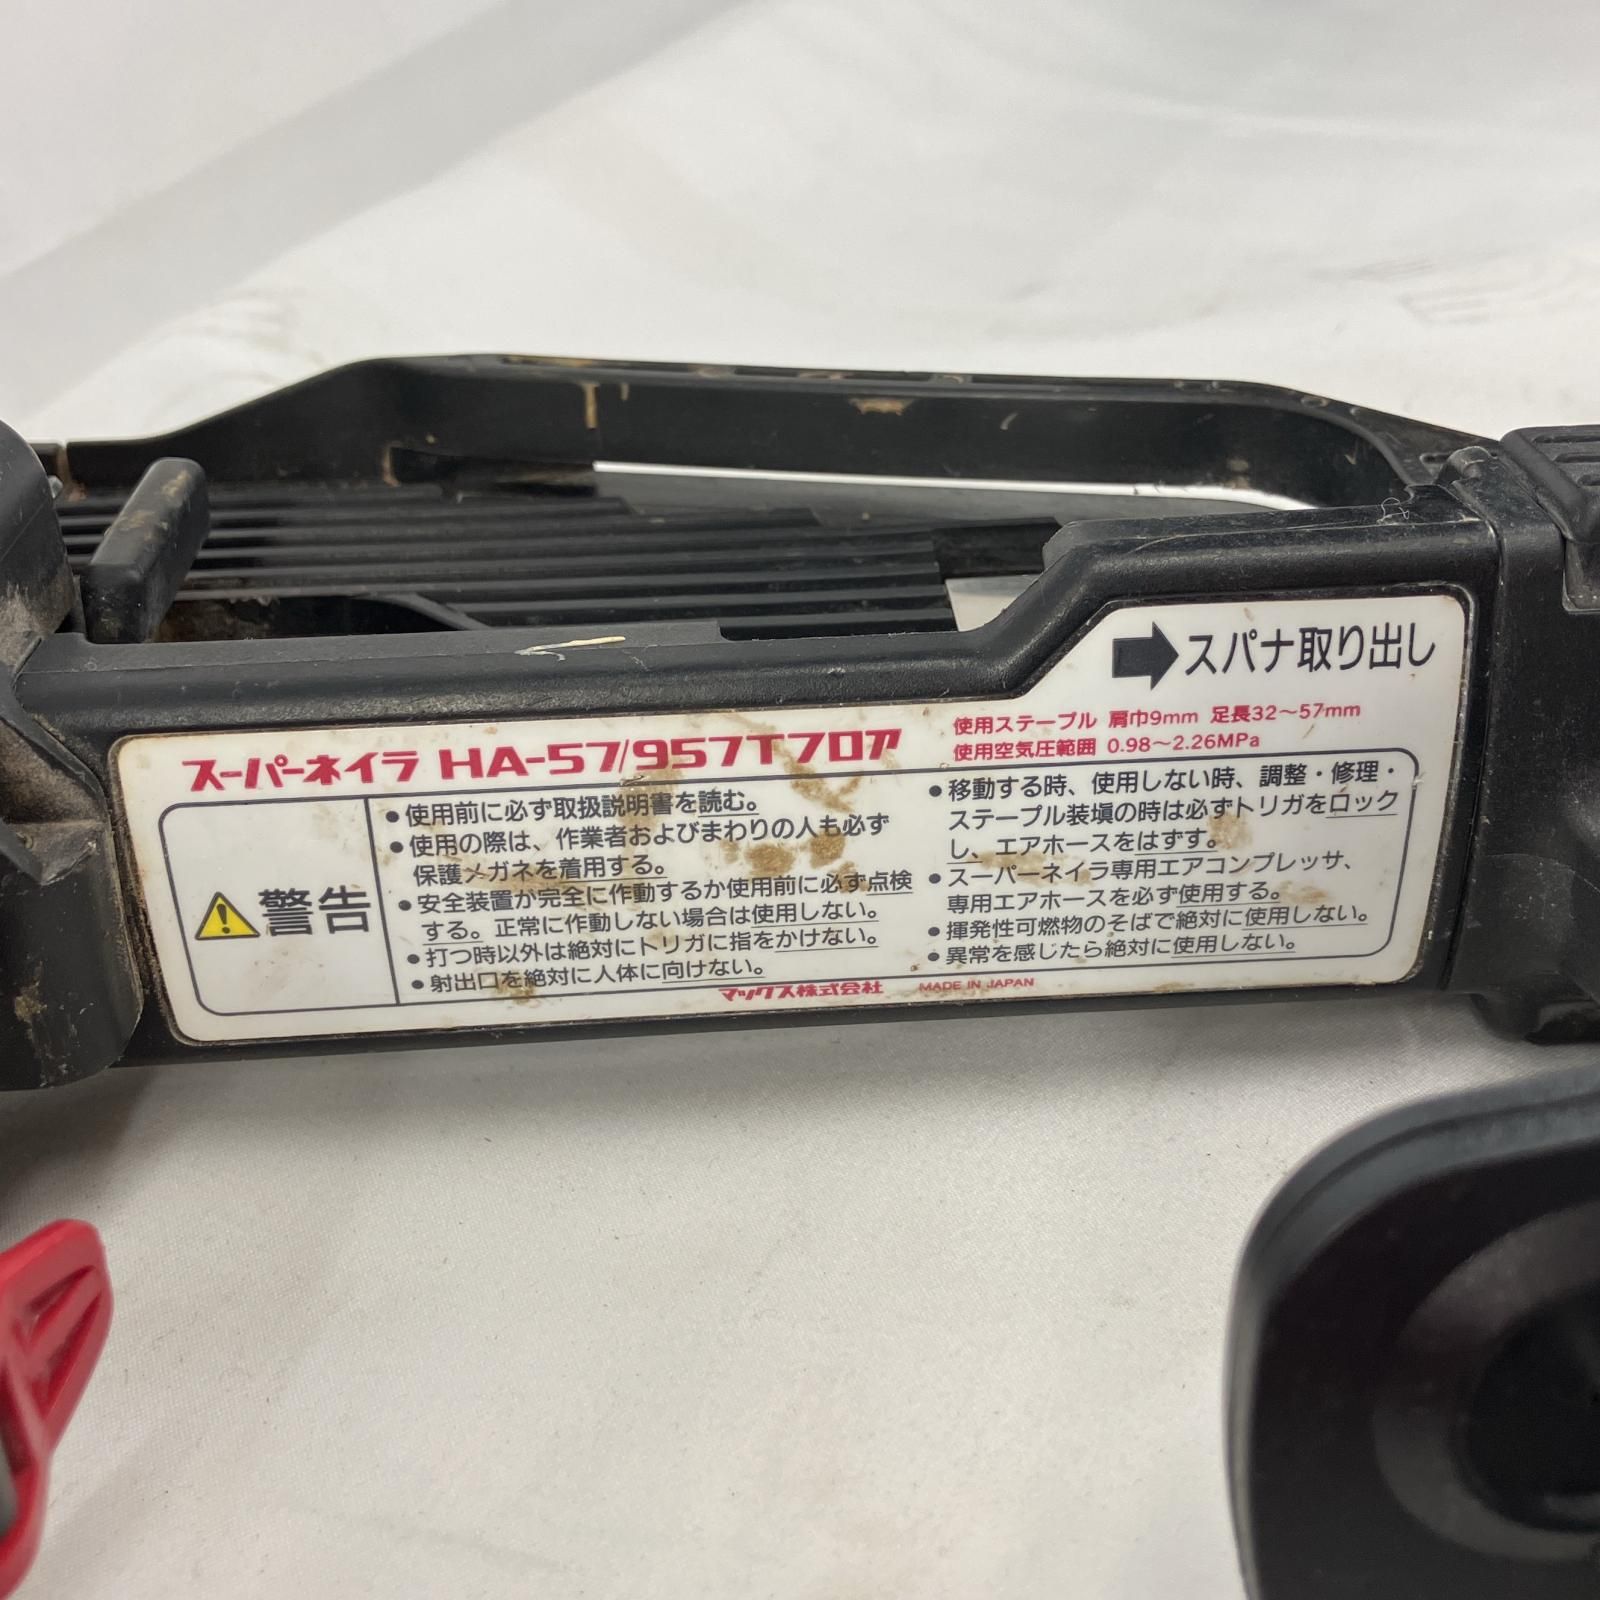 スパナ取り出し
スーパーネイラ HA-57/957Tフロア
使用ステープル 肩巾9mm 足長32～57mm
使用空気圧範囲 0.98～2.26MPa
警告
●使用前に必ず取扱説明書を読む。
●使用の際は、作業者およびまわりの人も必ず
保護メガネを着用する。
●安全装置が完全に作動するか使用前に必ず点検
する。正常に作動しない場合は使用しない。
●打つ時以外は絶対にトリガに指をかけない。
●射出口を絶対に人体に向けない。
●移動する時、使用しない時、調整・修理・
ステープル装填の時は必ずトリガをロック
し、エアホースをはずす。
●スーパーネイラ専用エアコンプレッサ、
専用エアホースを必ず使用する。
●揮発性可燃物のそばで絶対に使用しない。
●異常を感じたら絶対に使用しない。
マックス株式会社 MADE IN JAPAN